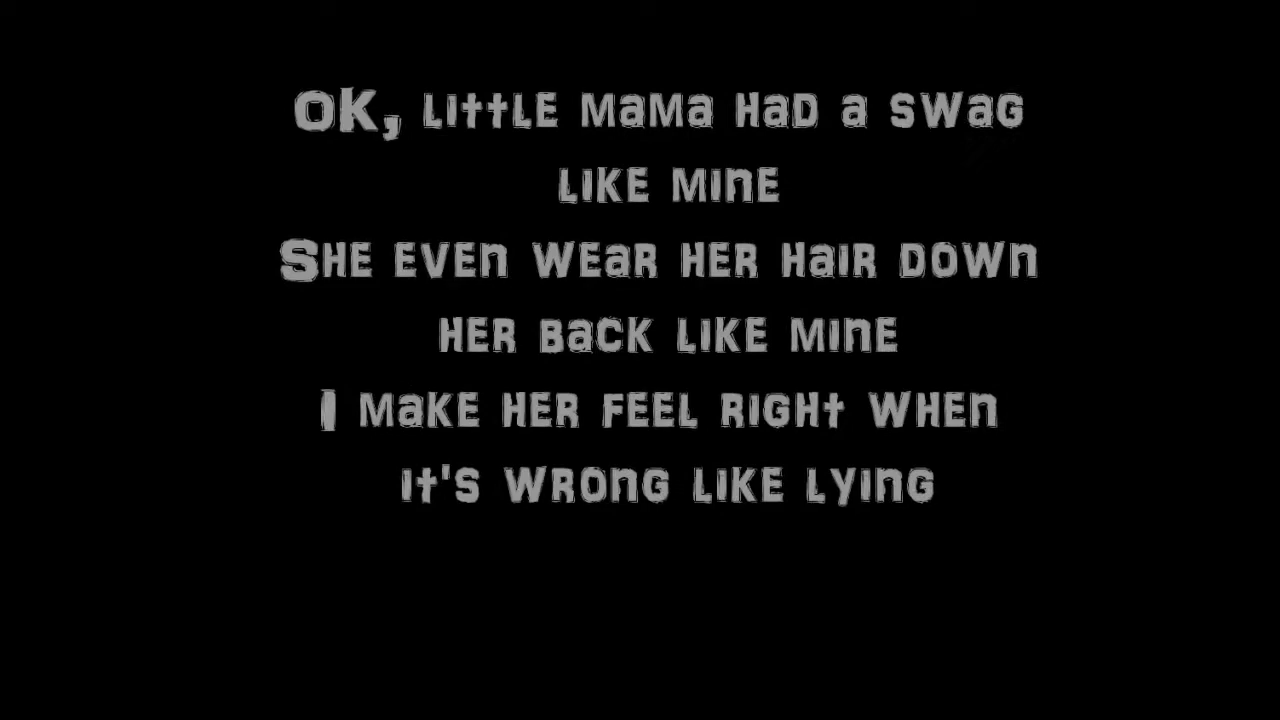 OK, little mama had a swag
like mine
She even wear her hair down
her back like mine
I make her feel right when
it's wrong like lying